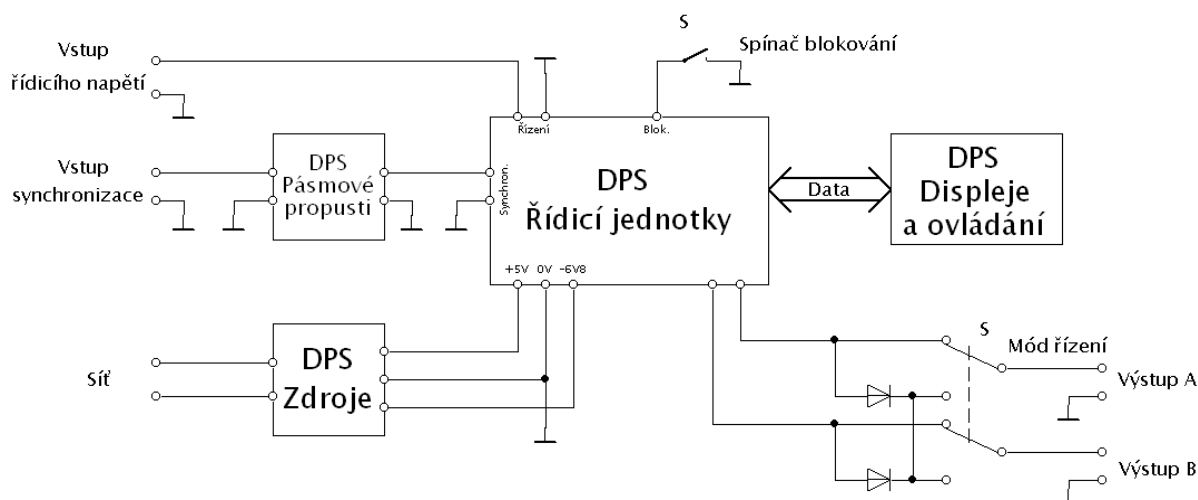 S
Spínač blokování
Vstup
řídicího napětí
Řízení
Blok.
Vstup
synchronizace
DPS
Pásmové
propusti
Synchron.
DPS
Řídicí jednotky
Data
DPS
Displeje
a ovládání
+5V 0V -6V8
Síť
DPS
Zdroje
S
Mód řízení
Výstup A
Výstup B